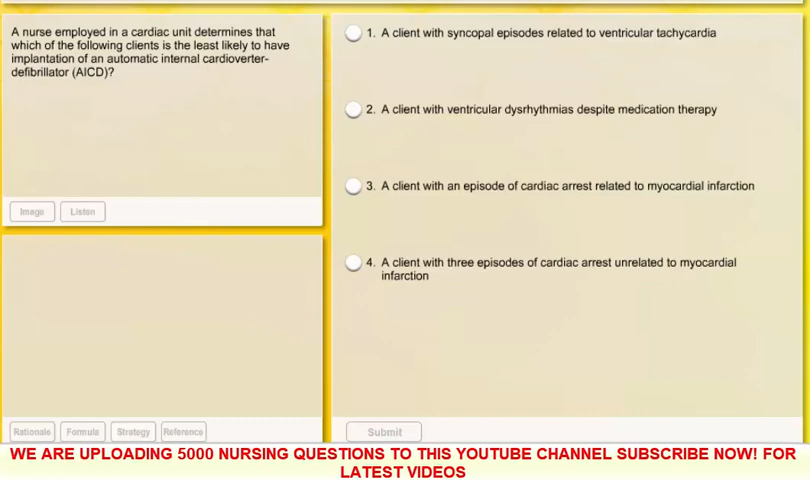 A nurse employed in a cardiac unit determines that
which of the following clients is the least likely to have
implantation of an automatic internal cardioverter-
defibrillator (AICD)?
Image
Listen
1. A client with syncopal episodes related to ventricular tachycardia
2. A client with ventricular dysrhythmias despite medication therapy
3. A client with an episode of cardiac arrest related to myocardial infarction
4. A client with three episodes of cardiac arrest unrelated to myocardial
infarction
Rationale
Formula
Strategy
Reference
Submit
WE ARE UPLOADING 5000 NURSING QUESTIONS TO THIS YOUTUBE CHANNEL SUBSCRIBE NOW! FOR
LATEST VIDEOS